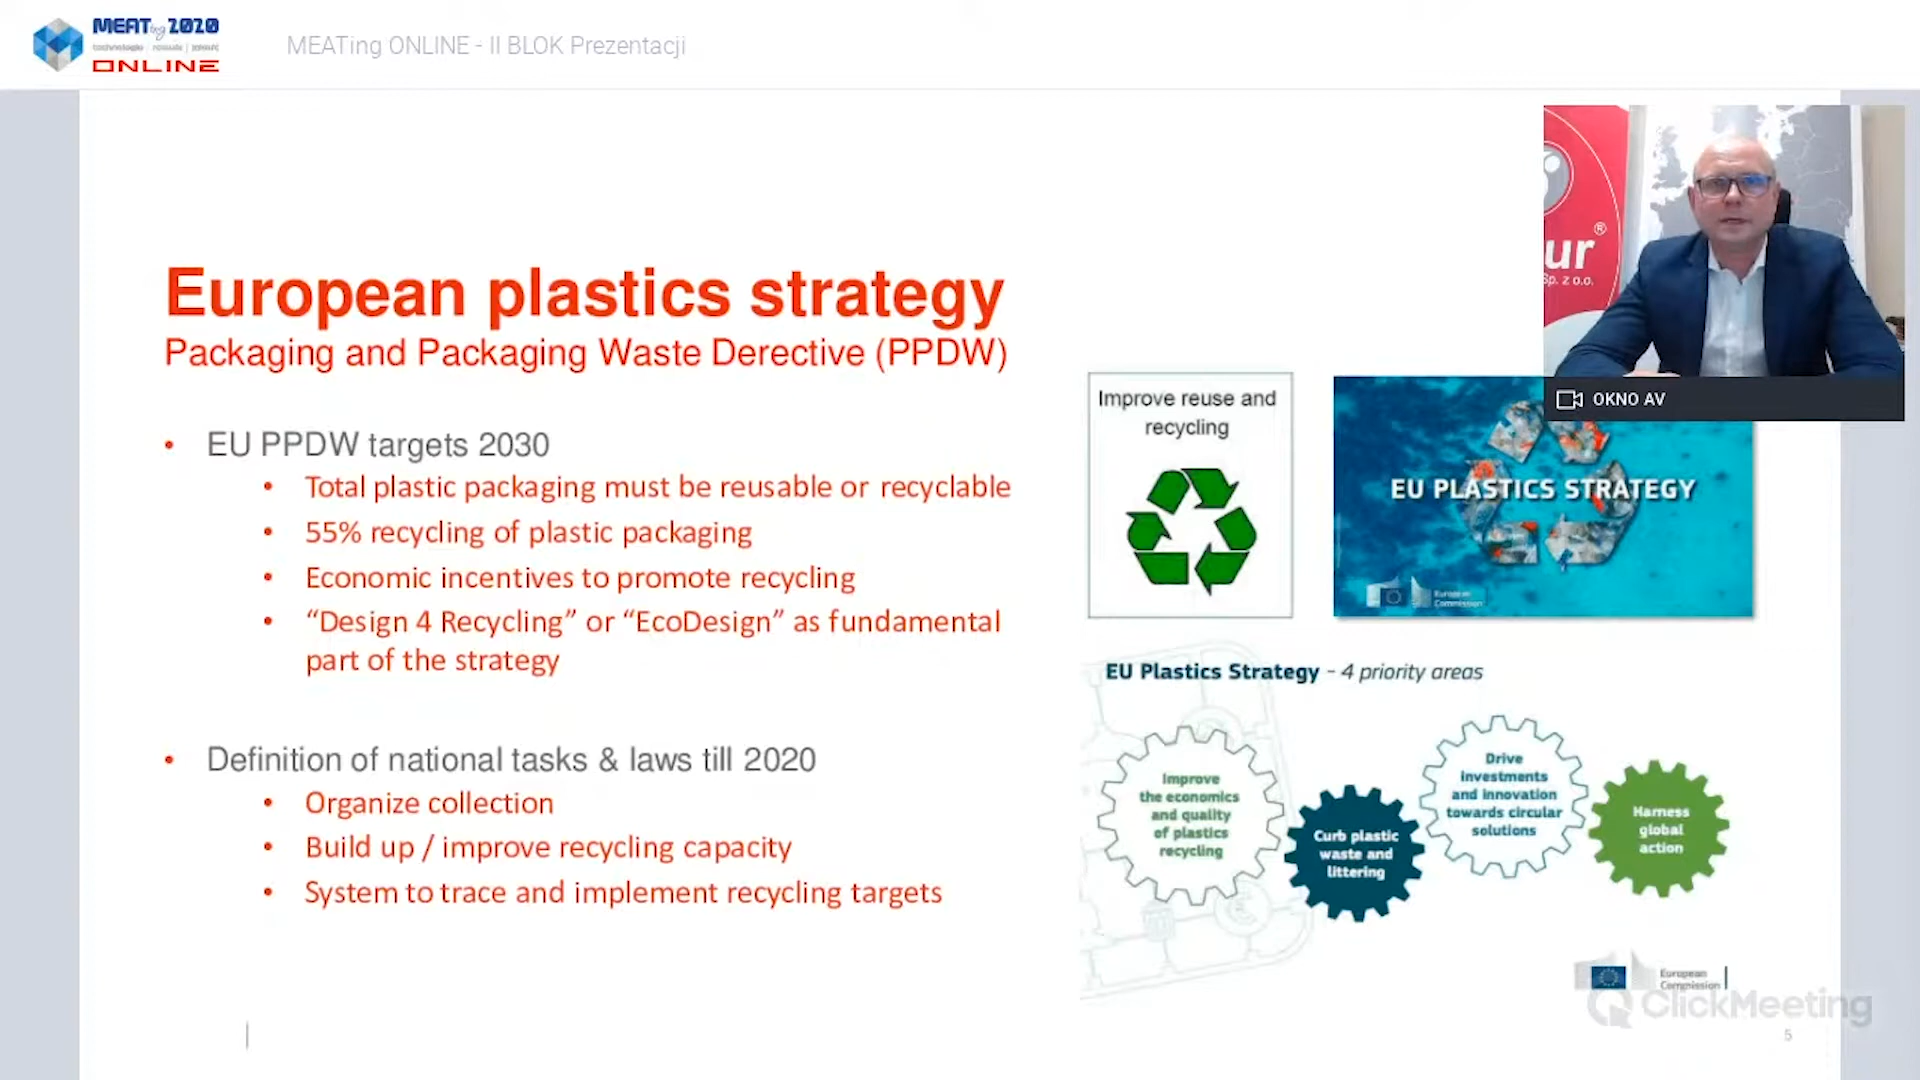 MEATing 2020
ONLINE
MEATing ONLINE - II BLOK Prezentacji
ur®
Sp. z o.o.
OKNO AV
European plastics strategy
Packaging and Packaging Waste Derective (PPDW)
• EU PPDW targets 2030
• Total plastic packaging must be reusable or recyclable
• 55% recycling of plastic packaging
• Economic incentives to promote recycling
• “Design 4 Recycling” or “EcoDesign” as fundamental
part of the strategy
• Definition of national tasks & laws till 2020
• Organize collection
• Build up / improve recycling capacity
• System to trace and implement recycling targets
Improve reuse and
recycling
EU PLASTICS STRATEGY
European
Commission
EU Plastics Strategy - 4 priority areas
Improve
the economics
and quality
of plastics
recycling
Curb plastic
waste and
littering
Drive
investments
and innovation
towards circular
solutions
Harness
global
action
European
Commission
ClickMeeting
5